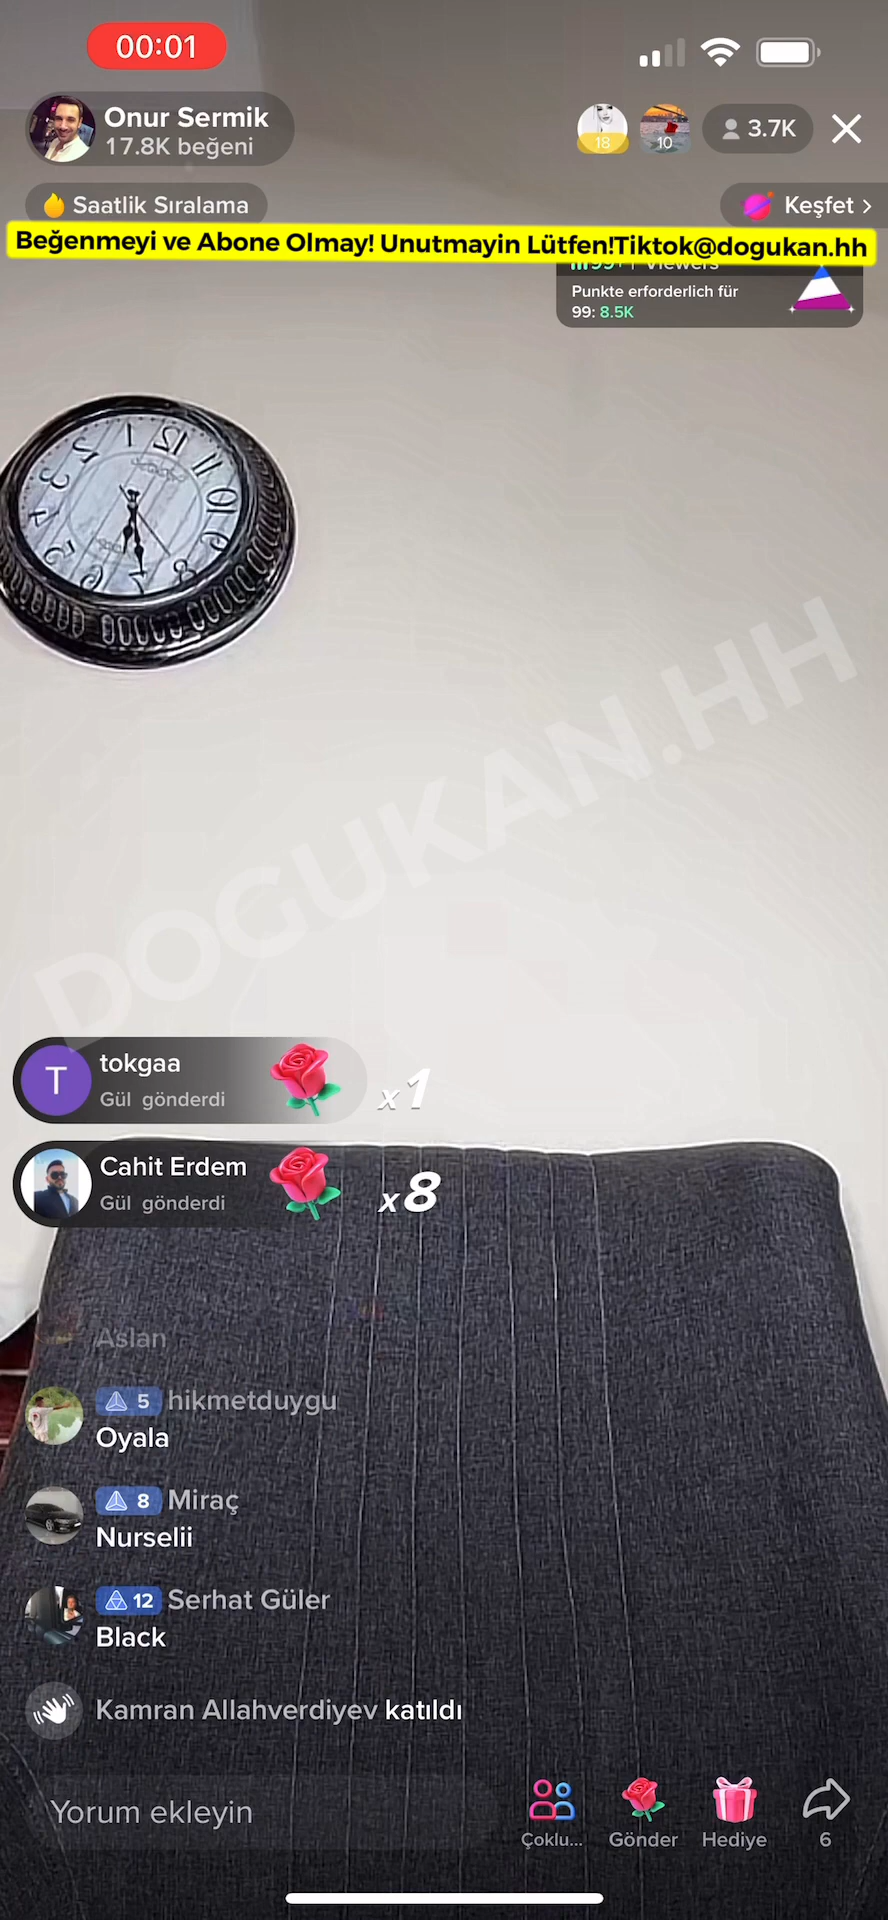 00:01
Onur Sermik
17.8K beğeni
18
10
3.7K
Saatlik Sıralama
Keşfet >
Beğenmeyi ve Abone Olmay! Unutmayin Lütfen!Tiktok@dogukan.hh
99+ | Viewers
Punkte erforderlich für
99: 8.5K
DOGUKAN.HH
tokgaa
Gül gönderdi
x1
T
Cahit Erdem
Gül gönderdi
x8
Aslan
5 hikmetduygu
Oyala
8 Miraç
Nurselii
12 Serhat Güler
Black
Kamran Allahverdiyev katıldı
Yorum ekleyin
Çoklu...
Gönder
Hediye
6